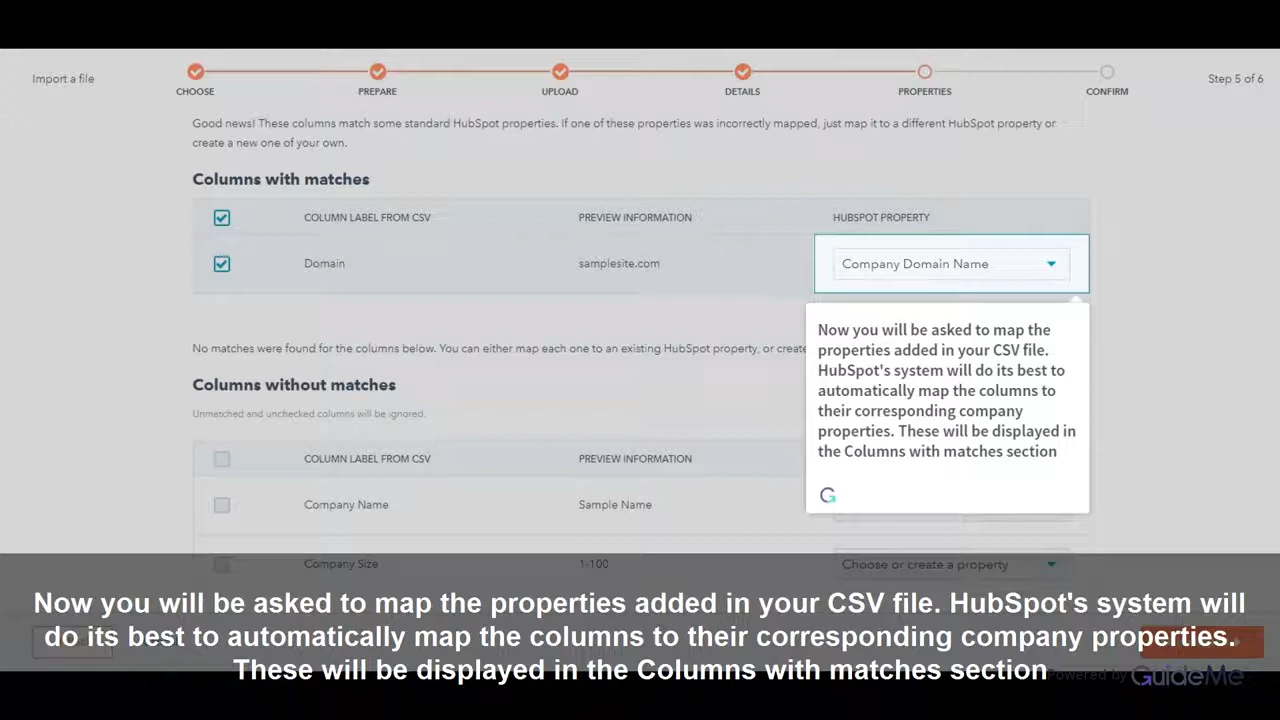 Import a file
CHOOSE
PREPARE
UPLOAD
DETAILS
PROPERTIES
CONFIRM
Step 5 of 6
Good news! These columns match some standard HubSpot properties. If one of these properties was incorrectly mapped, just map it to a different HubSpot property or
create a new one of your own.
Columns with matches
COLUMN LABEL FROM CSV PREVIEW INFORMATION HUBSPOT PROPERTY
Domain samplesite.com Company Domain Name
No matches were found for the columns below. You can either map each one to an existing HubSpot property, or create
Columns without matches
Unmatched and unchecked columns will be ignored.
COLUMN LABEL FROM CSV PREVIEW INFORMATION
Company Name Sample Name
Company Size 1-100 Choose or create a property
Now you will be asked to map the
properties added in your CSV file.
HubSpot's system will do its best to
automatically map the columns to
their corresponding company
properties. These will be displayed in
the Columns with matches section
G
Now you will be asked to map the properties added in your CSV file. HubSpot's system will
do its best to automatically map the columns to their corresponding company properties.
These will be displayed in the Columns with matches section
Powered by GuideMe